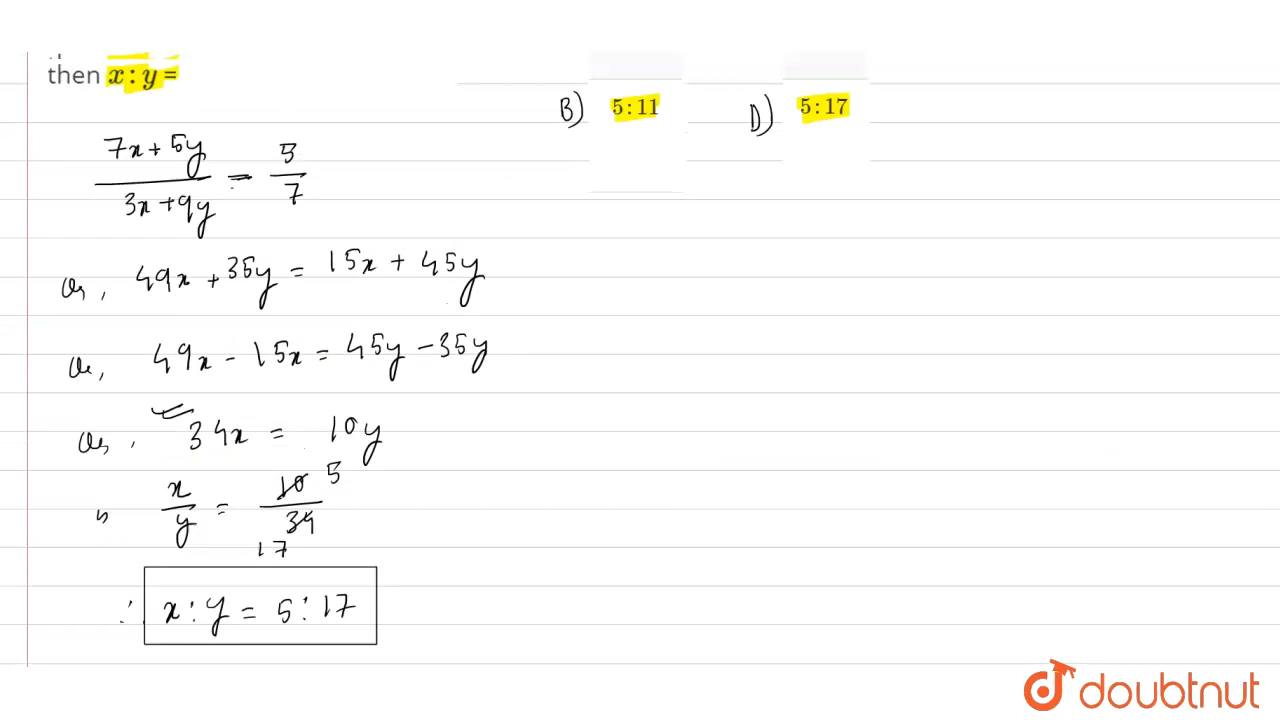 then x : y =
B) 5 : 11
D) 5 : 17
7x + 5y / 3x + 9y = 5 / 7
Or, 49x + 35y = 15x + 45y
Or, 49x - 15x = 45y - 35y
Or, 34x = 10y
x / y = 10 / 34
5
17
∴ x : y = 5 : 17
doubtnut